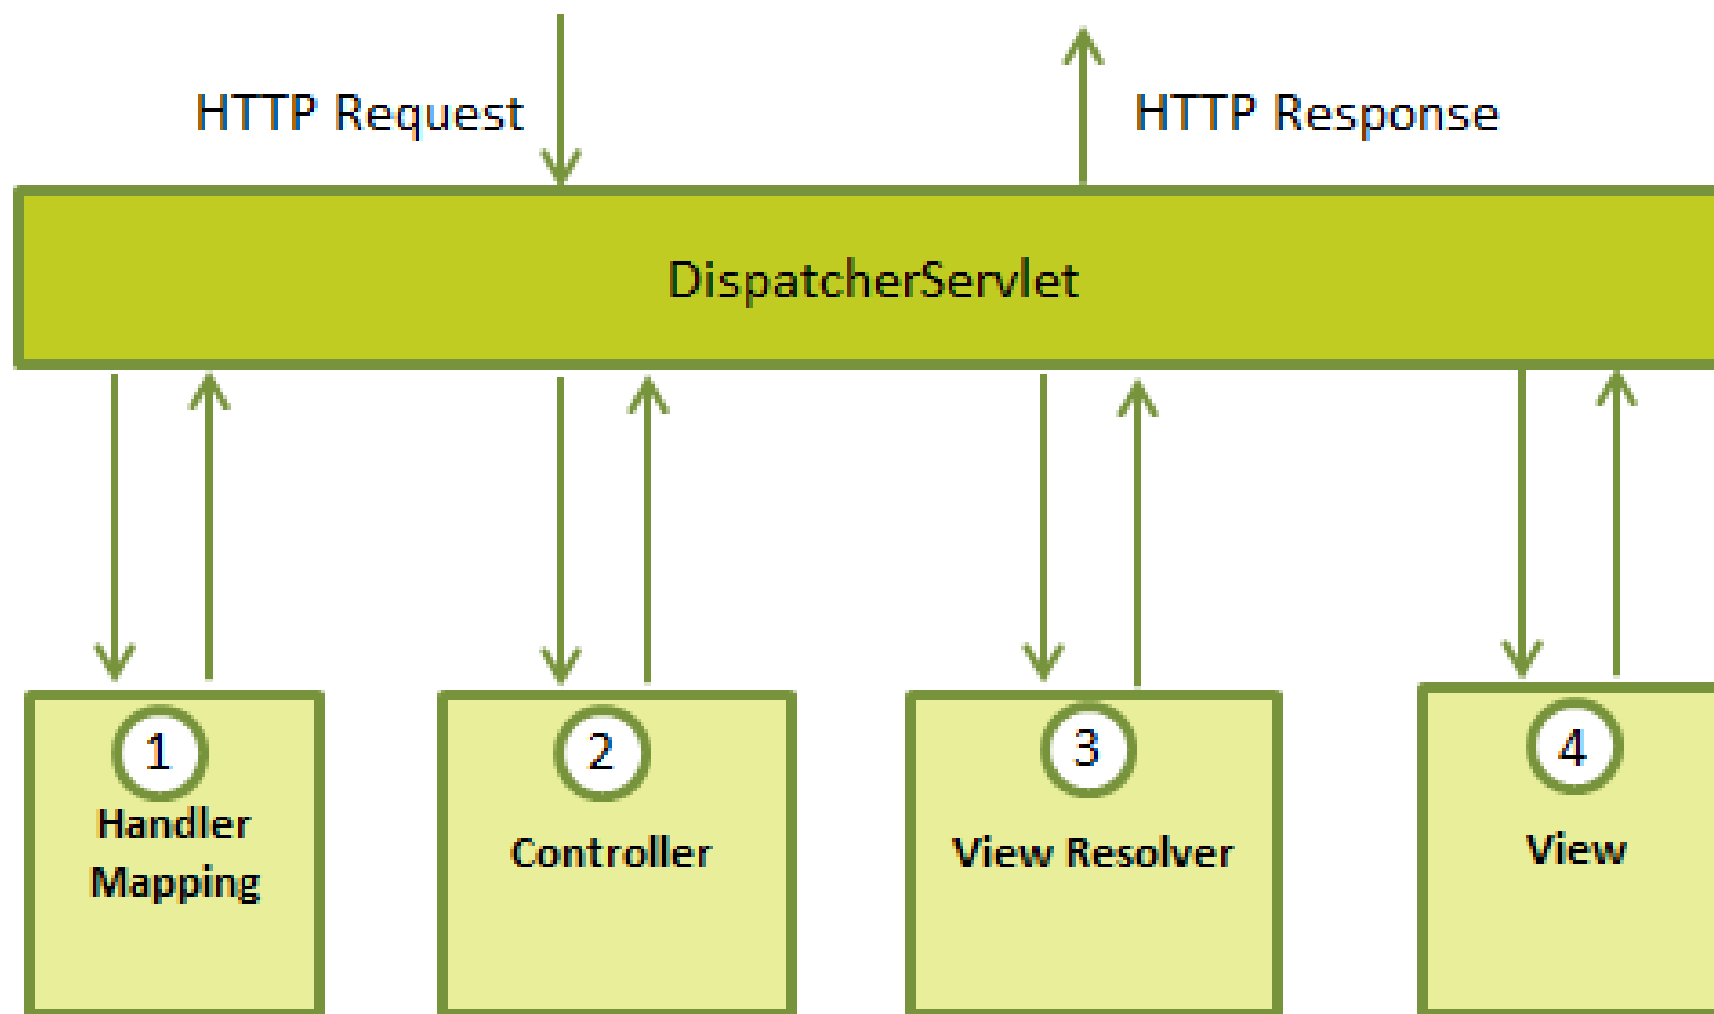 HTTP Request
HTTP Response
DispatcherServlet
1
Handler
Mapping
2
Controller
3
View Resolver
4
View